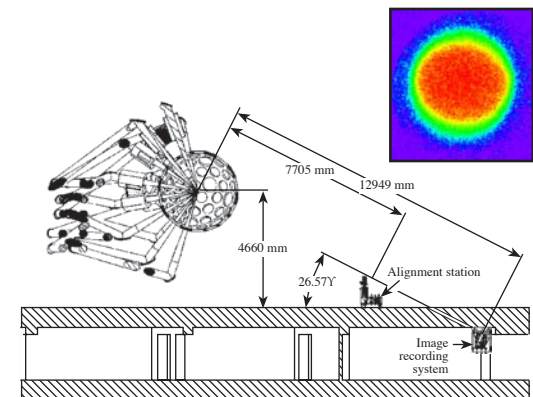 7705 mm
12949 mm
4660 mm
26.57ϒ
Alignment station
Image
recording
system